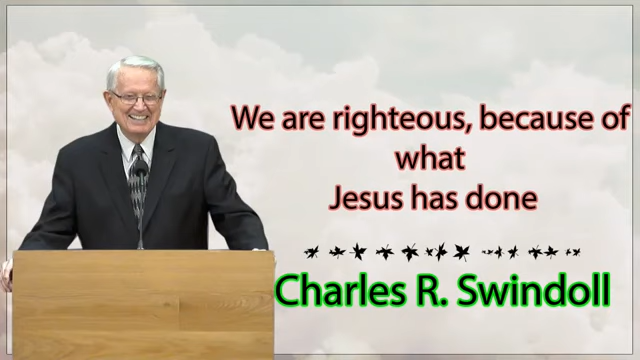 We are righteous, because of
what
Jesus has done
Charles R. Swindoll